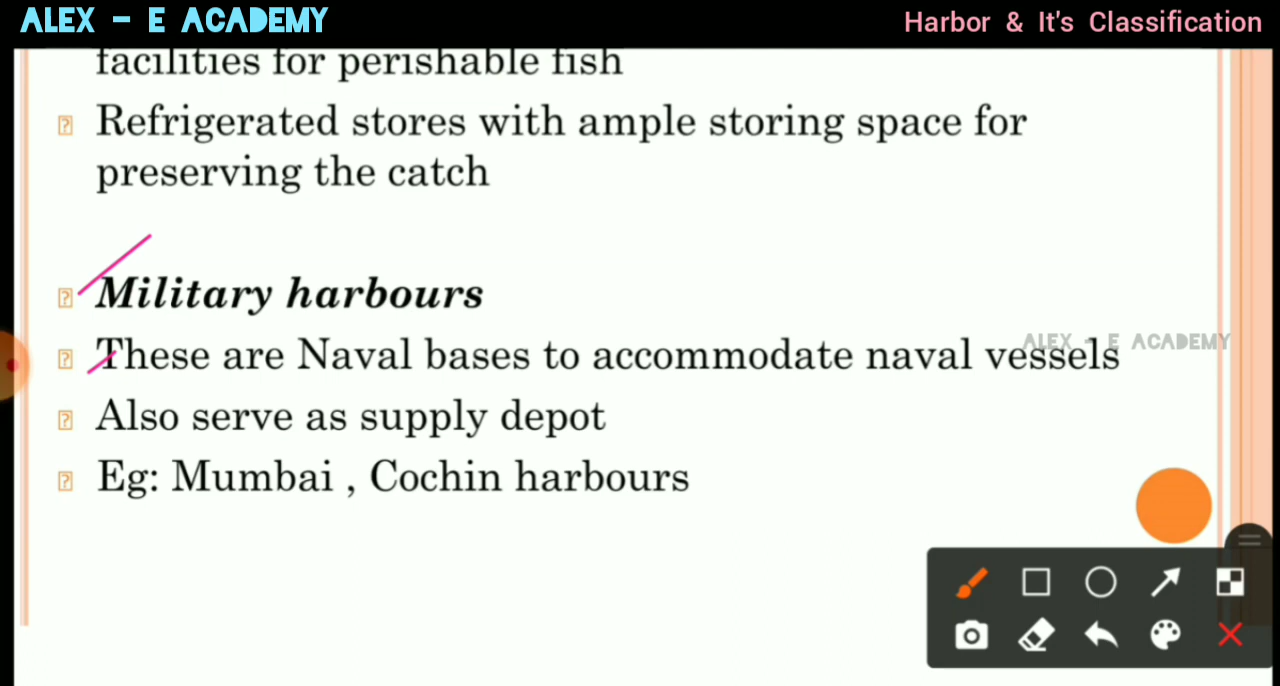 ALEX - E ACADEMY
Harbor & It's Classification
facilities for perishable fish
Refrigerated stores with ample storing space for
preserving the catch
Military harbours
These are Naval bases to accommodate naval vessels
ALEX - E ACADEMY
Also serve as supply depot
Eg: Mumbai , Cochin harbours